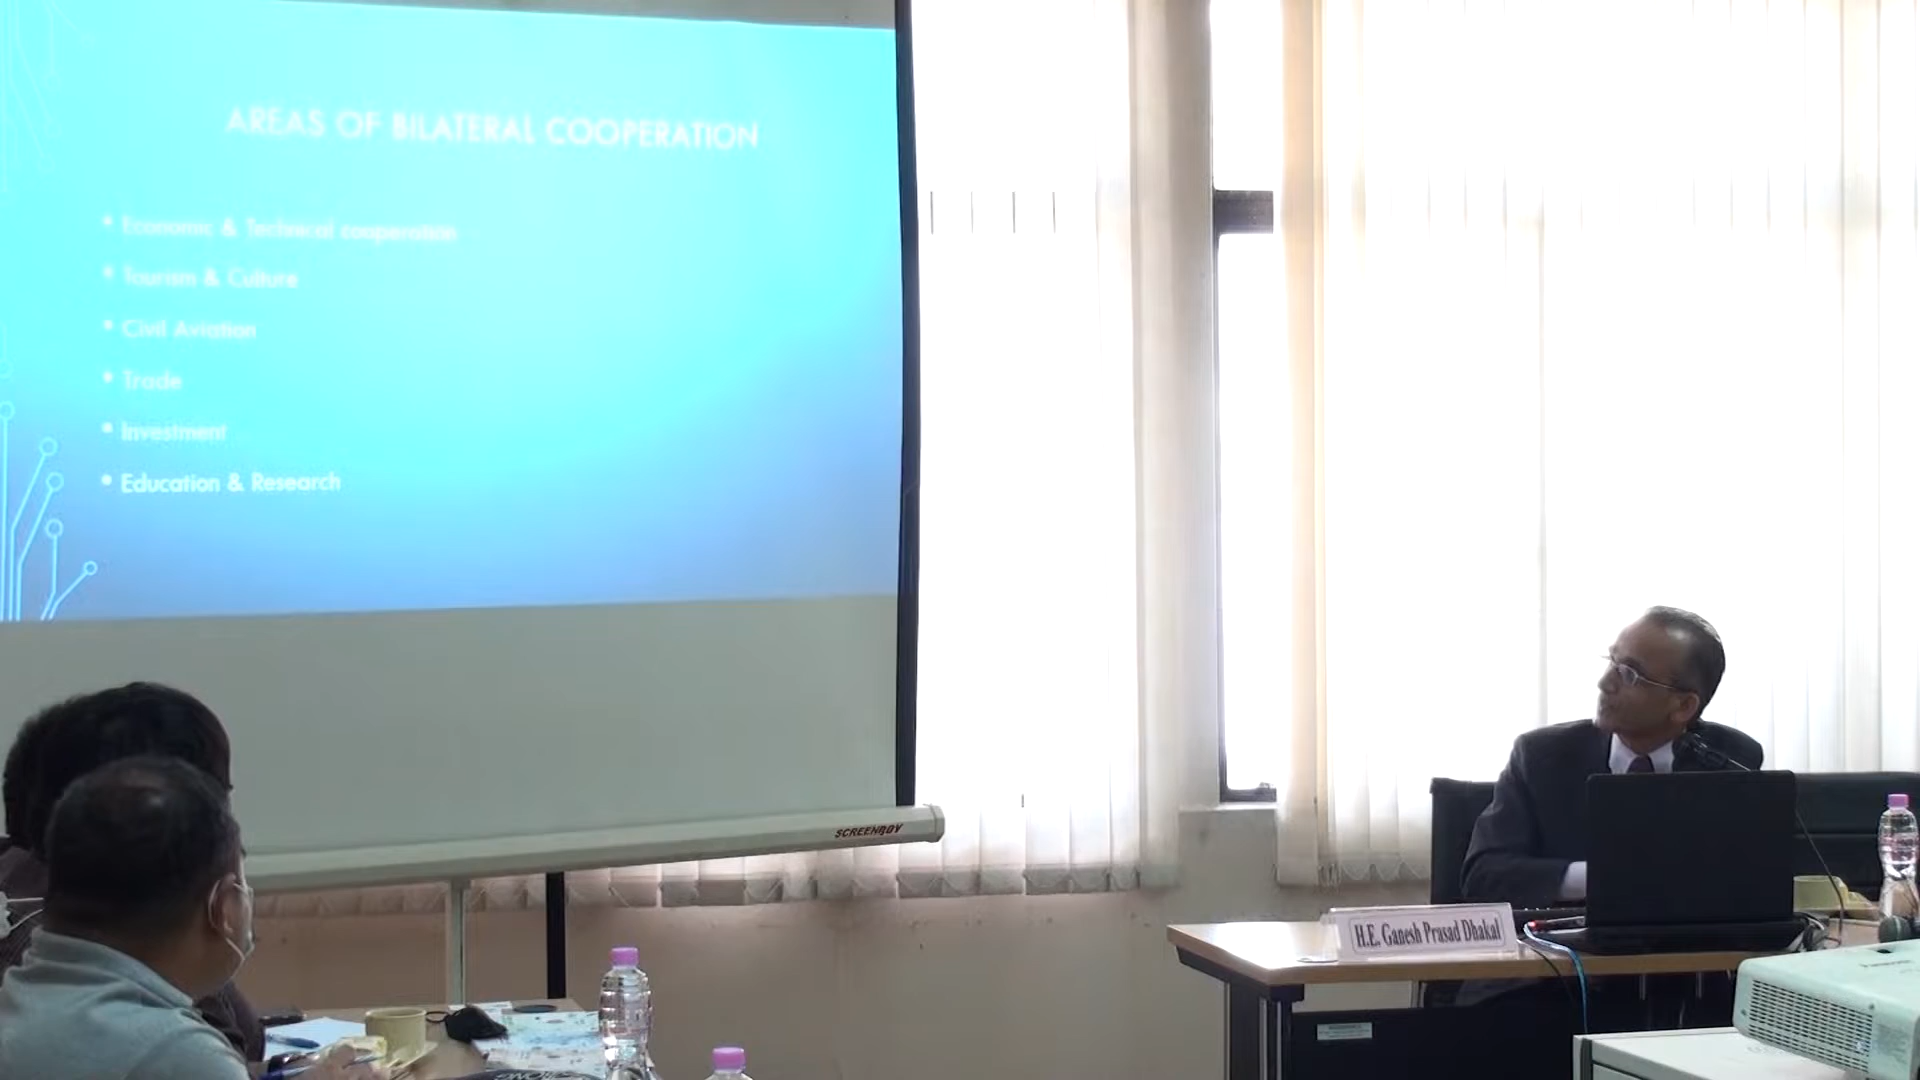 AREAS OF BILATERAL COOPERATION
• Economic & Technical cooperation
• Tourism & Culture
• Civil Aviation
• Trade
• Investment
• Education & Research
SCREENBOY
H.E. Ganesh Prasad Dhakal
Panasonic